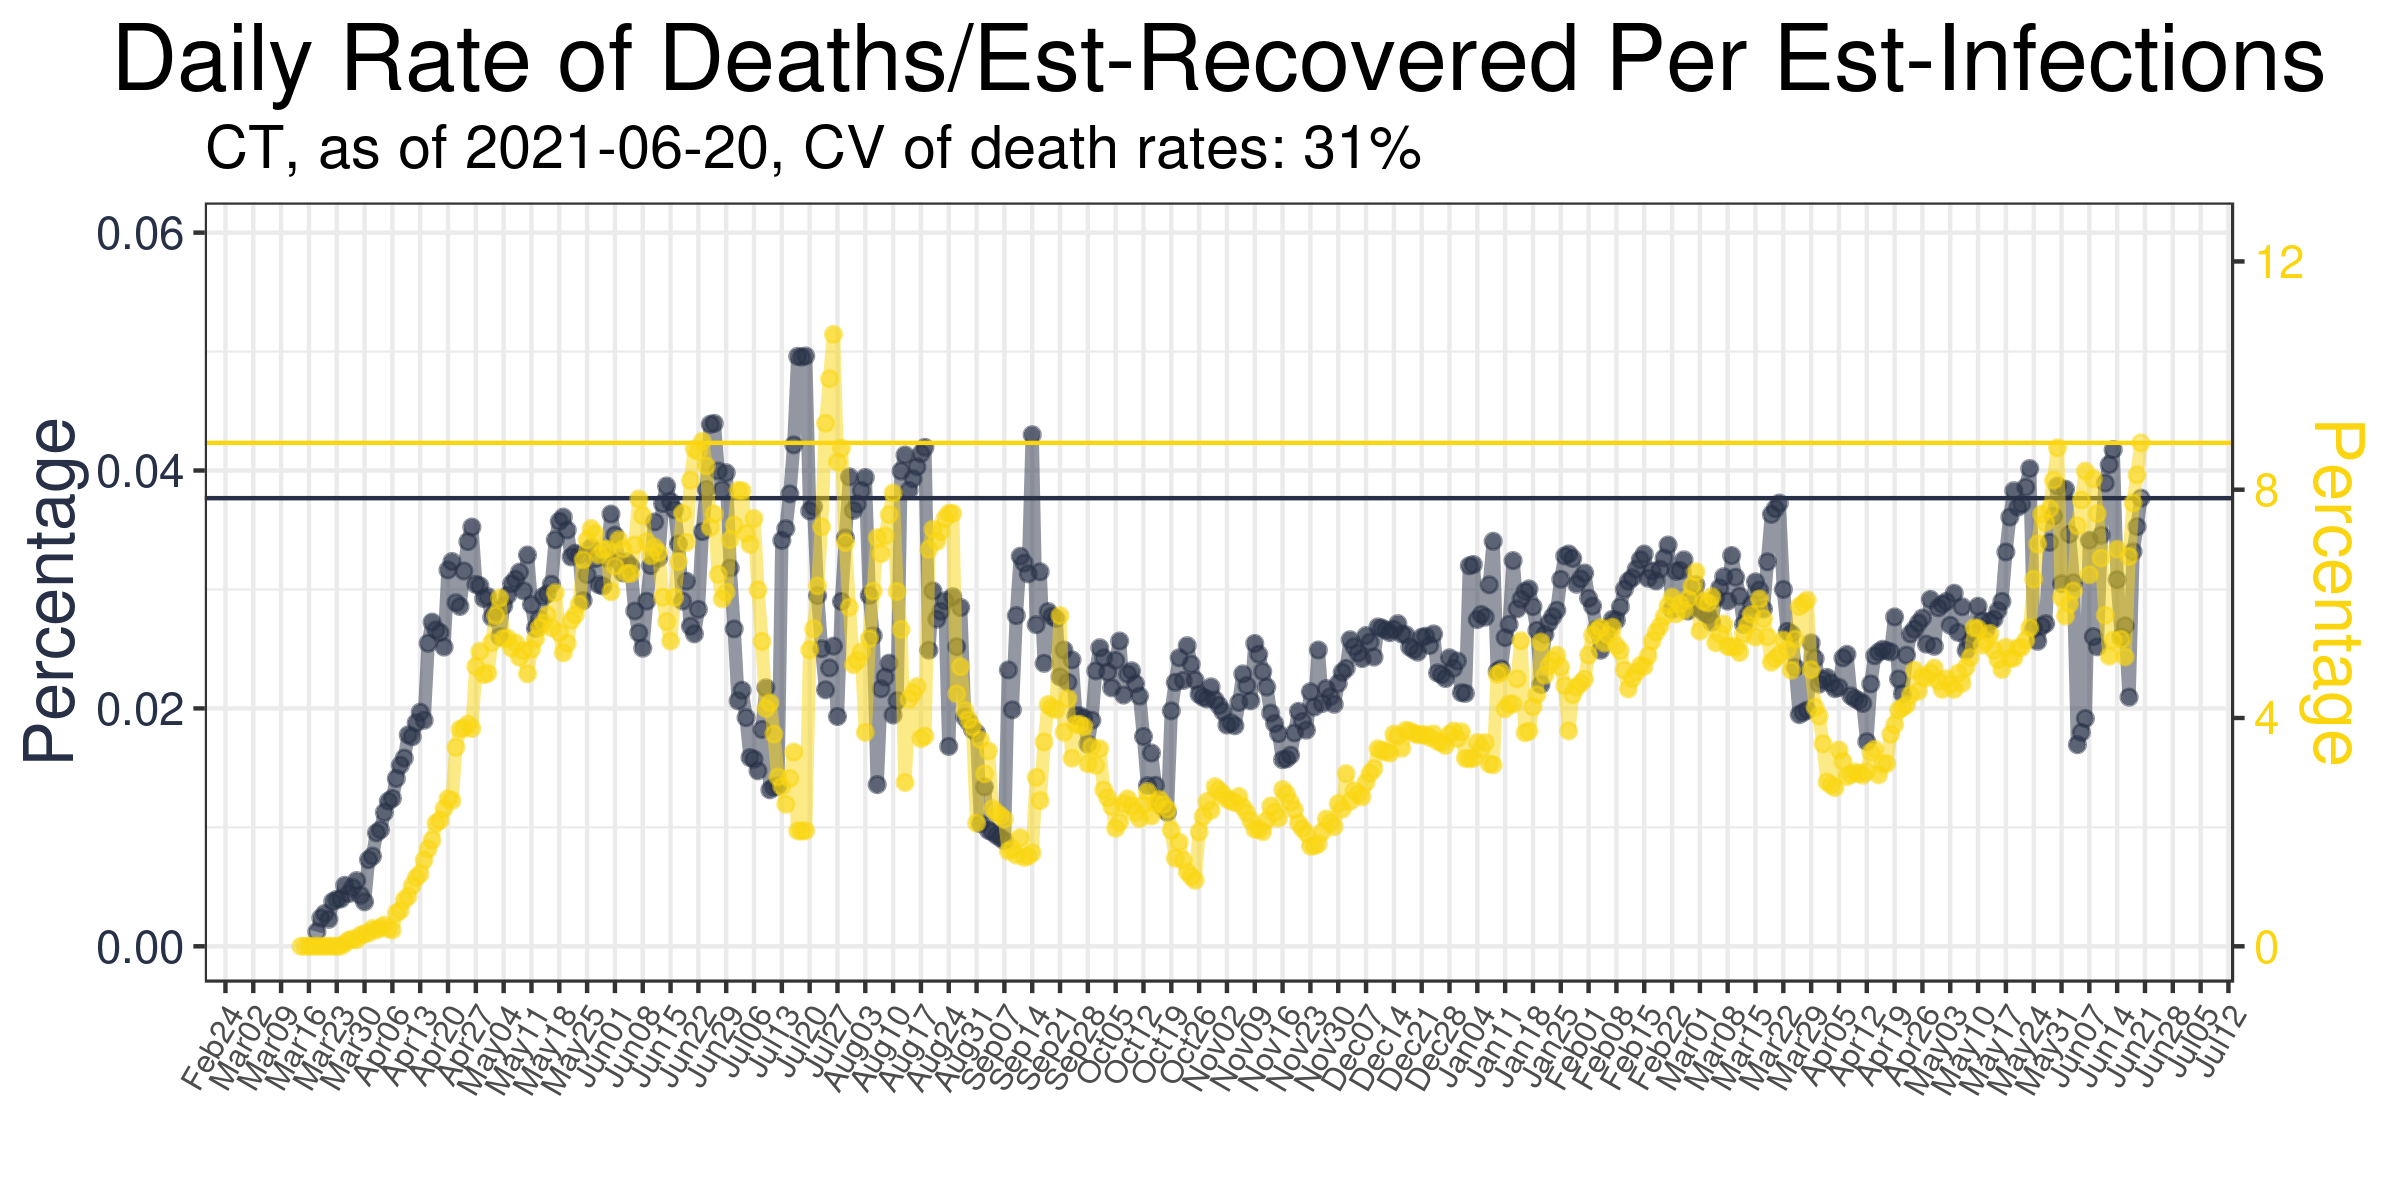 Daily Rate of Deaths/Est-Recovered Per Est-Infections
CT, as of 2021-06-20, CV of death rates: 31%
Percentage
0.06
0.04
0.02
0.00
12
8
4
0
Percentage
Feb24
Mar02
Mar09
Mar16
Mar23
Mar30
Apr06
Apr13
Apr20
Apr27
May04
May11
May18
May25
Jun01
Jun08
Jun15
Jun22
Jun29
Jul06
Jul13
Jul20
Jul27
Aug03
Aug10
Aug17
Aug24
Aug31
Sep07
Sep14
Sep21
Sep28
Oct05
Oct12
Oct19
Oct26
Nov02
Nov09
Nov16
Nov23
Nov30
Dec07
Dec14
Dec21
Dec28
Jan04
Jan11
Jan18
Jan25
Feb01
Feb08
Feb15
Feb22
Mar01
Mar08
Mar15
Mar22
Mar29
Apr05
Apr12
Apr19
Apr26
May03
May10
May17
May24
May31
Jun07
Jun14
Jun21
Jun28
Jul05
Jul12